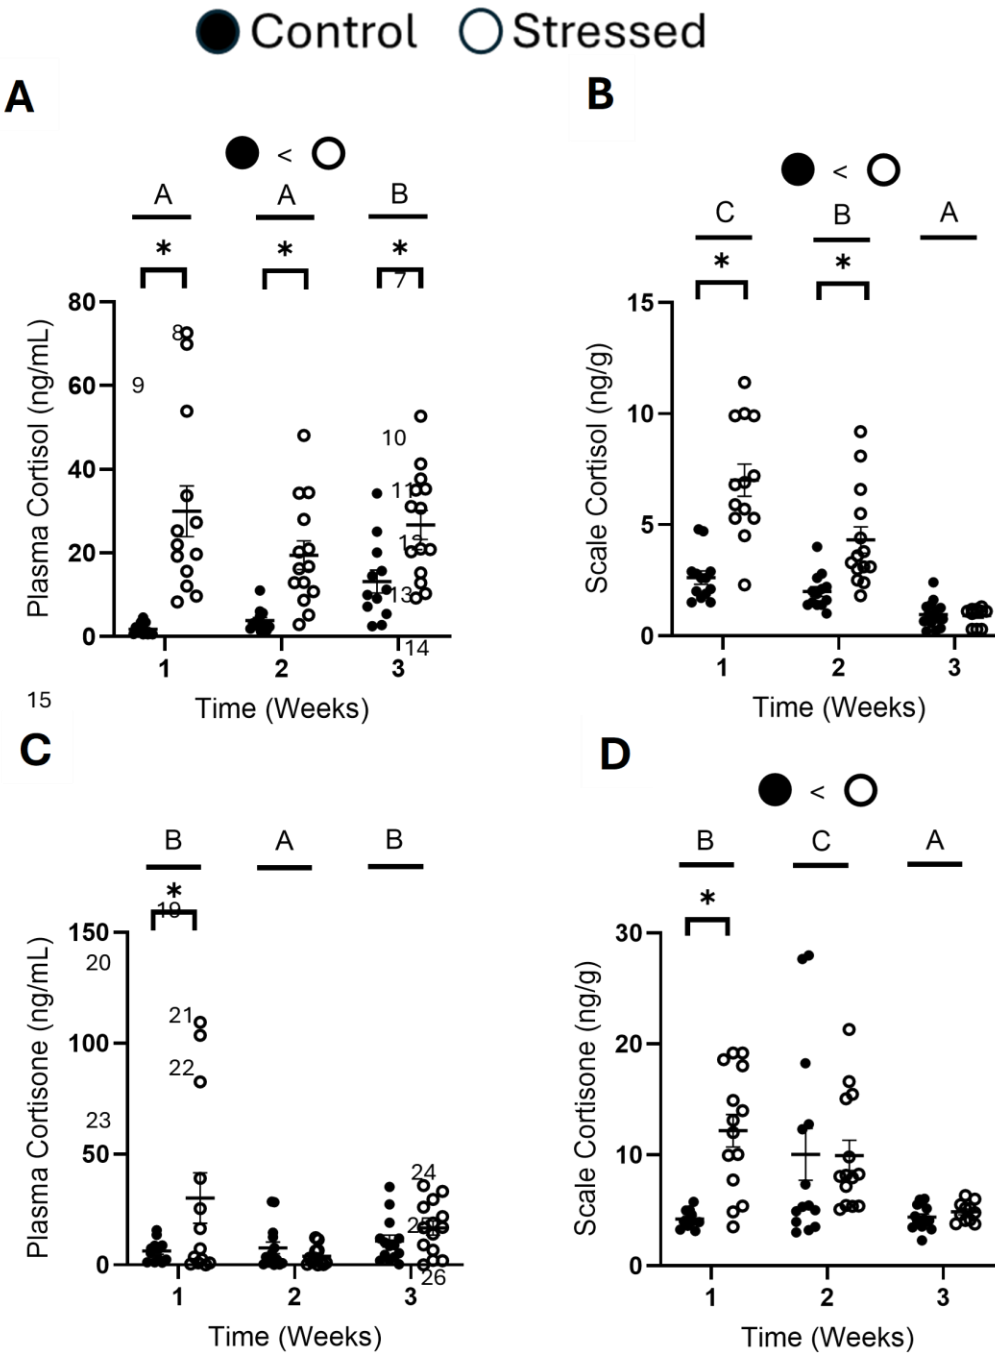 Control Stressed
A
B
<
<
A A B
C B A
* * *
* *
7
80
60
40
20
0
8
9
10
11
12
13
14
15
Plasma Cortisol (ng/mL)
1 2 3
Time (Weeks)
15
10
5
0
Scale Cortisol (ng/g)
1 2 3
Time (Weeks)
C
D
<
B A B
B C A
*
*
19
150
100
50
0
20
21
22
23
24
26
Plasma Cortisone (ng/mL)
1 2 3
Time (Weeks)
30
20
10
0
Scale Cortisone (ng/g)
1 2 3
Time (Weeks)